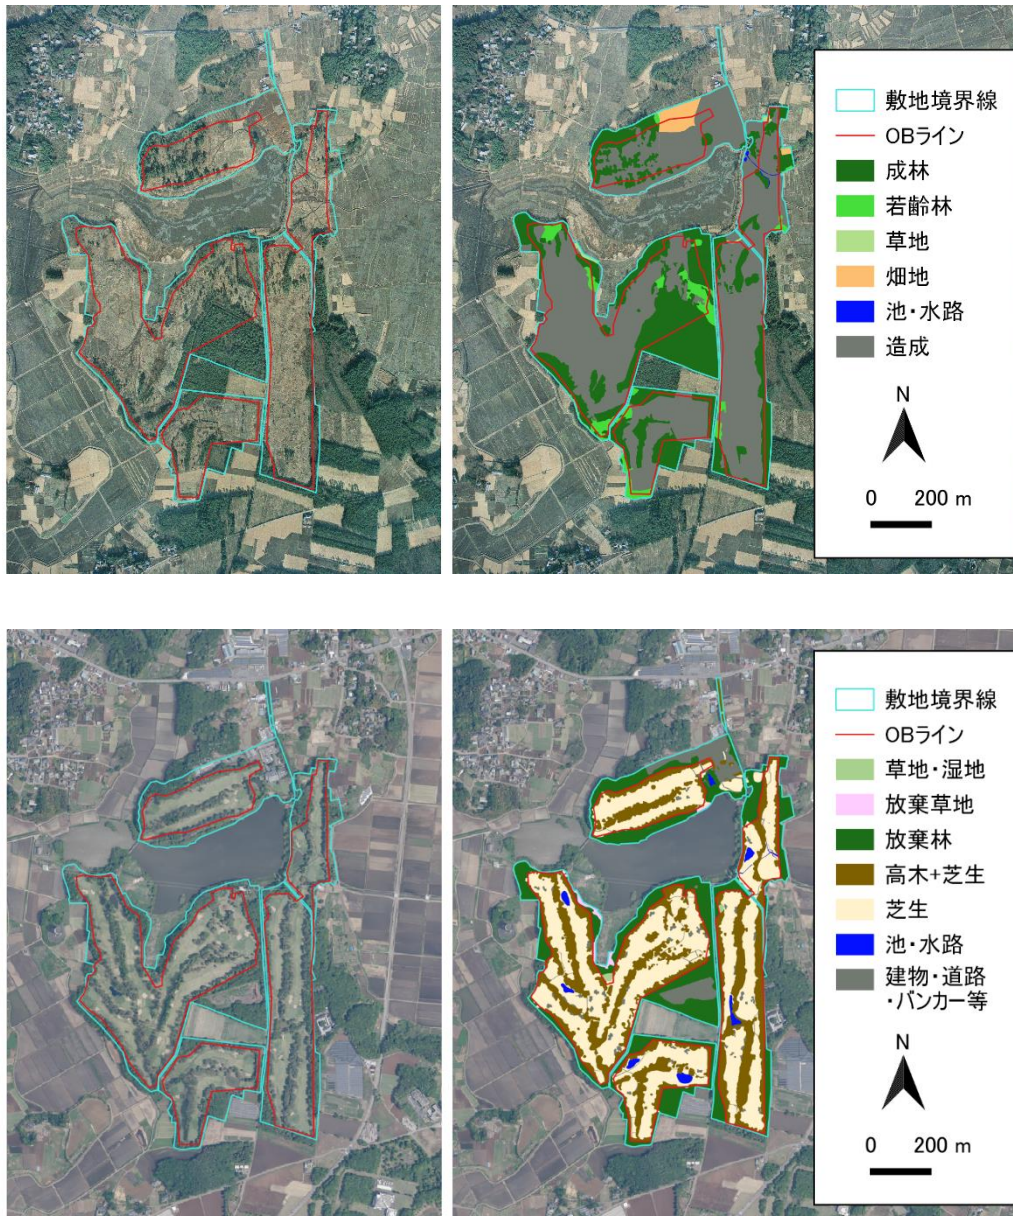 敷地境界線
OBライン
成林
若齢林
草地
畑地
池・水路
造成
N
0 200 m
敷地境界線
OBライン
草地・湿地
放棄草地
放棄林
高木+芝生
芝生
池・水路
建物・道路
・バンカー等
N
0 200 m